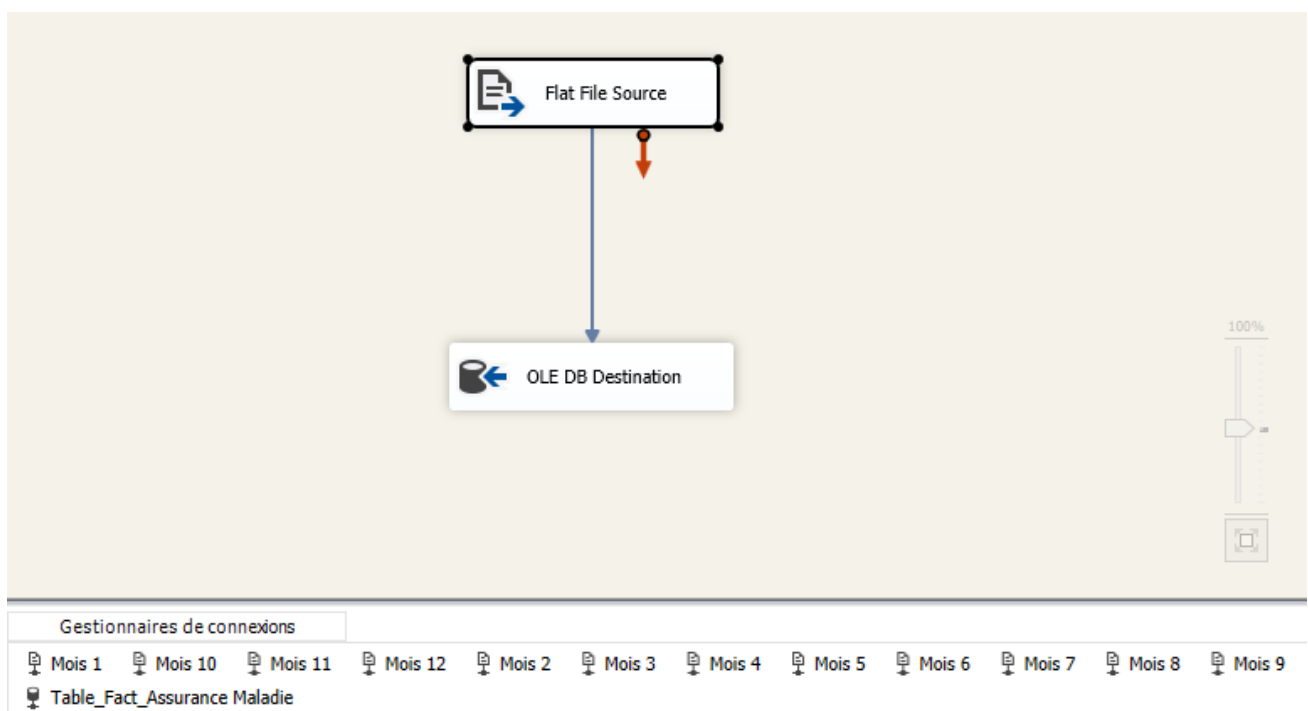 Flat File Source
OLE DB Destination
100%
Gestionnaires de connexions
Mois 1 Mois 10 Mois 11 Mois 12 Mois 2 Mois 3 Mois 4 Mois 5 Mois 6 Mois 7 Mois 8 Mois 9
Table_Fact_Assurance Maladie